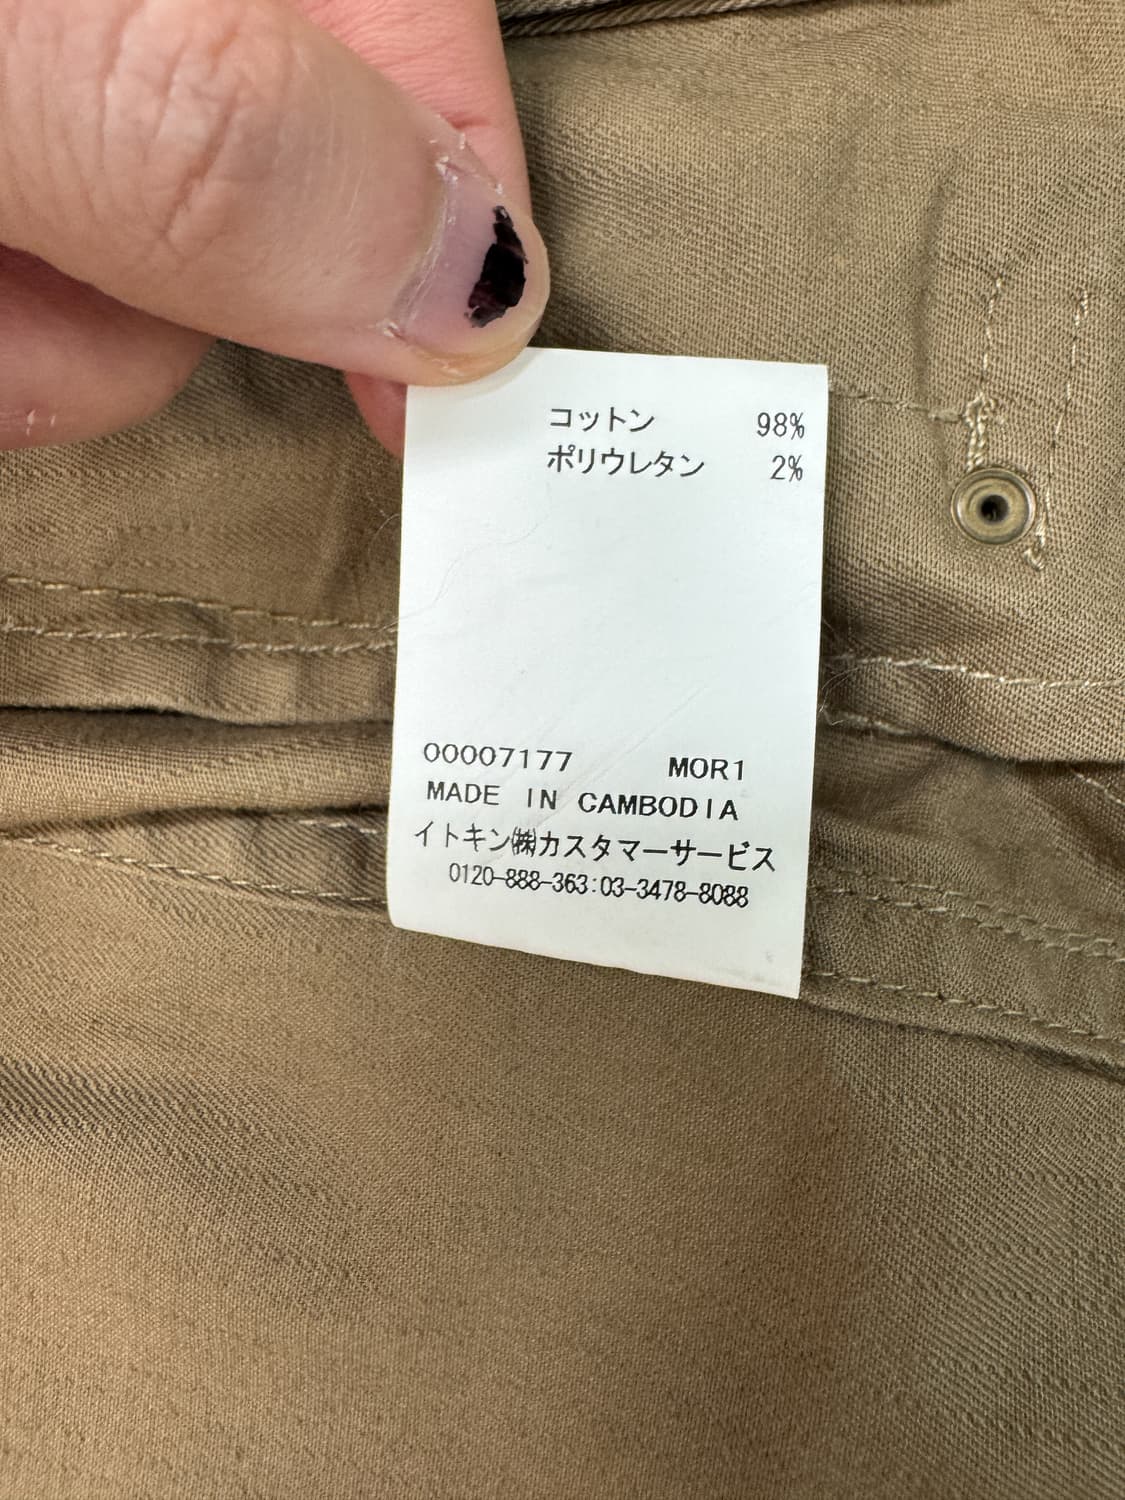 コットン 98%
ポリウレタン 2%
00007177 MOR1
MADE IN CAMBODIA
イトキン㈱カスタマーサービス
0120-888-363:03-3478-8088